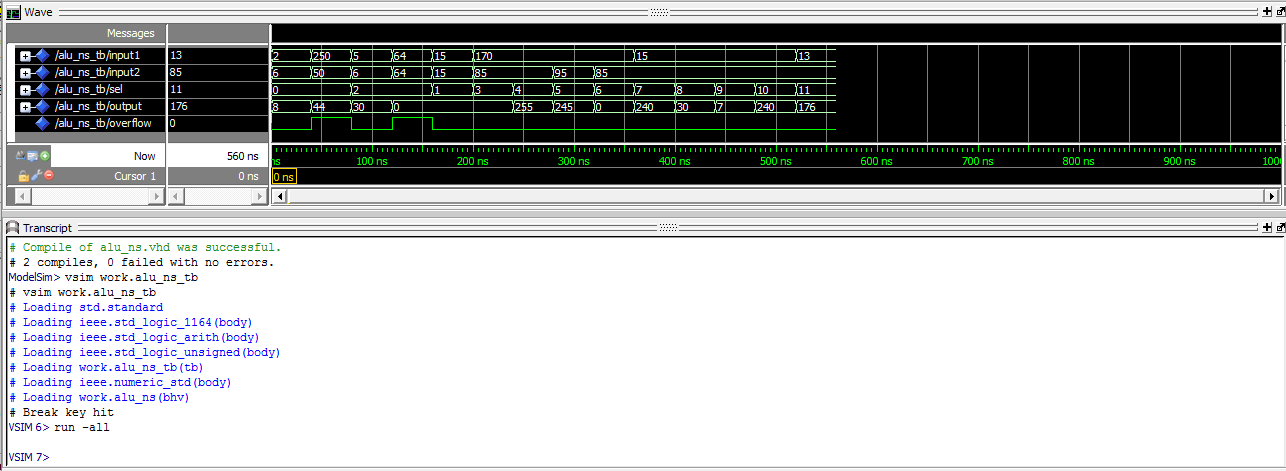 Wave
Messages
/alu_ns_tb/input1 13 2 250 5 64 15 170 15 13
/alu_ns_tb/input2 85 6 50 6 64 15 85 95 85
/alu_ns_tb/sel 11 0 2 1 3 4 5 6 7 8 9 10 11
/alu_ns_tb/output 176 8 44 30 0 255 245 0 240 30 7 240 176
/alu_ns_tb/overflow 0
Now 560 ns ns 100 ns 200 ns 300 ns 400 ns 500 ns 600 ns 700 ns 800 ns 900 ns 1000
Cursor 1 0 ns 0 ns
Transcript
# Compile of alu_ns.vhd was successful.
# 2 compiles, 0 failed with no errors.
ModelSim> vsim work.alu_ns_tb
# vsim work.alu_ns_tb
# Loading std.standard
# Loading ieee.std_logic_1164(body)
# Loading ieee.std_logic_arith(body)
# Loading ieee.std_logic_unsigned(body)
# Loading work.alu_ns_tb(tb)
# Loading ieee.numeric_std(body)
# Loading work.alu_ns(bhv)
# Break key hit
VSIM 6> run -all
VSIM 7>